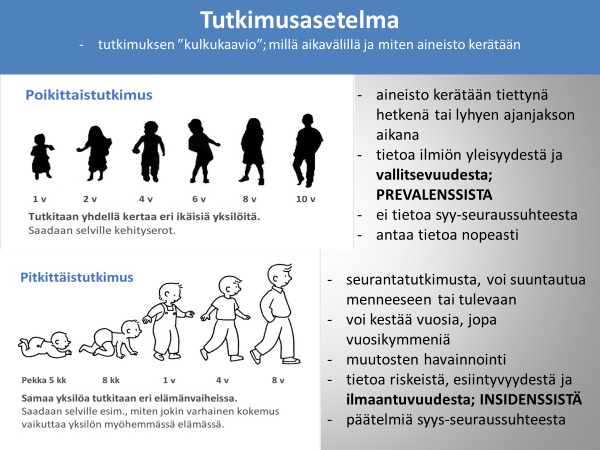 Tutkimusasetelma
- tutkimuksen ”kulkukaavio”; millä aikavälillä ja miten aineisto kerätään
Poikittaistutkimus
1 v 2 v 4 v 6 v 8 v 10 v
Tutkitaan yhdellä kertaa eri ikäisiä yksilöitä.
Saadaan selville kehityserot.
- aineisto kerätään tiettynä
hetkenä tai lyhyen ajanjakson
aikana
- tietoa ilmiön yleisyydestä ja
vallitsevuudesta;
PREVALENSSISTA
- ei tietoa syy-seuraussuhteesta
- antaa tietoa nopeasti
Pitkittäistutkimus
Pekka 5 kk 8 kk 1 v 4 v 8 v
Samaa yksilöä tutkitaan eri elämänvaiheissa.
Saadaan selville esim., miten jokin varhainen kokemus
vaikuttaa yksilön myöhemmässä elämässä.
- seurantatutkimusta, voi suuntautua
menneeseen tai tulevaan
- voi kestää vuosia, jopa
vuosikymmeniä
- muutosten havainnointi
- tietoa riskeistä, esiintyvyydestä ja
ilmaantuvuudesta; INSIDENSSISTÄ
- päätelmiä syys-seuraussuhteesta